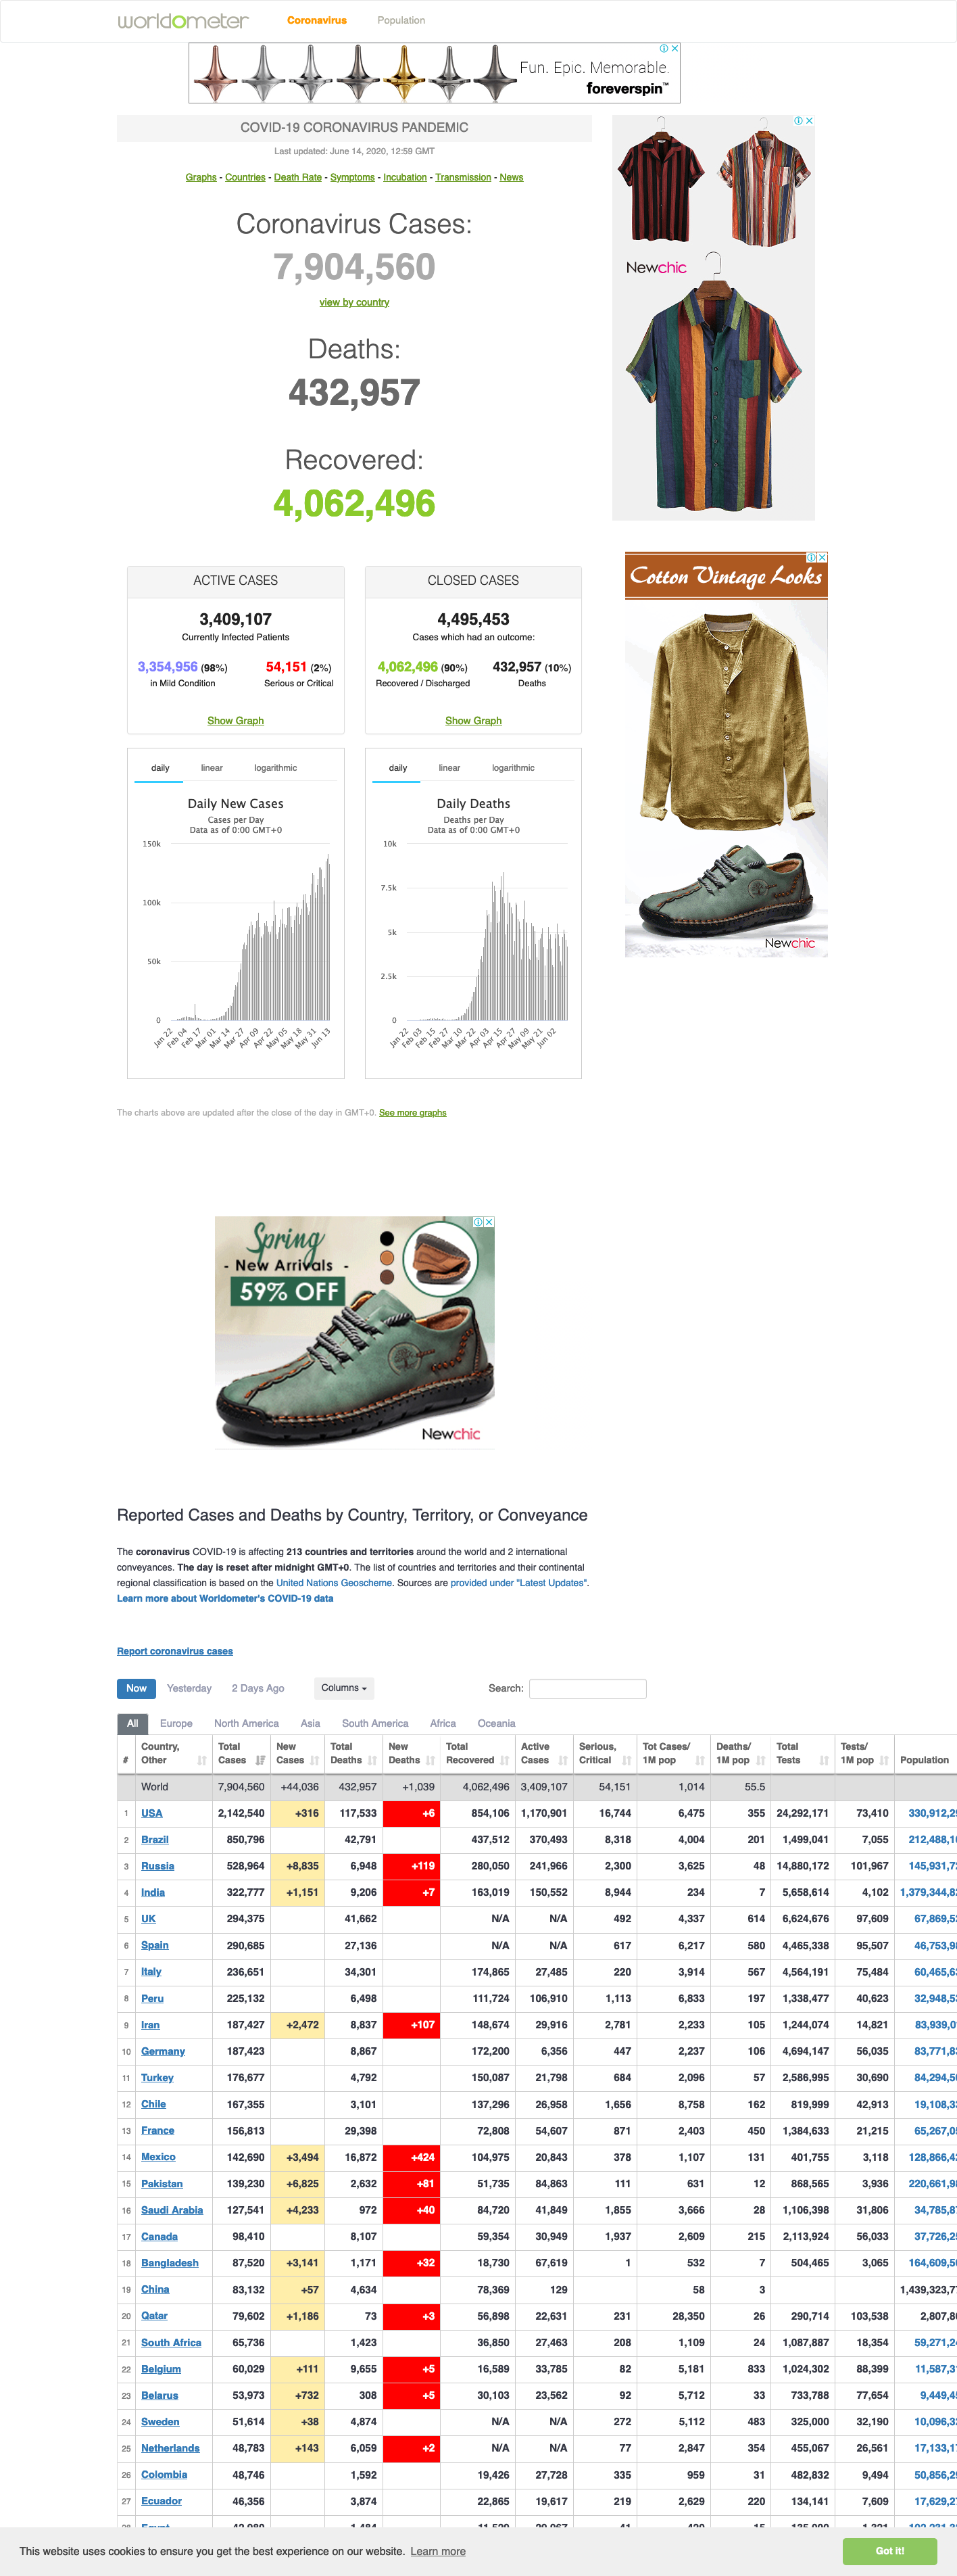 worldometer
Coronavirus
Population
Fun. Epic. Memorable.
foreverspin™
COVID-19 CORONAVIRUS PANDEMIC
Last updated: June 14, 2020, 12:59 GMT
Graphs - Countries - Death Rate - Symptoms - Incubation - Transmission - News
Coronavirus Cases:
7,904,560
view by country
Deaths:
432,957
Recovered:
4,062,496
Newchic
Cotton Vintage Looks
Newchic
ACTIVE CASES
3,409,107
Currently Infected Patients
3,354,956 (98%) 54,151 (2%)
in Mild Condition Serious or Critical
Show Graph
CLOSED CASES
4,495,453
Cases which had an outcome:
4,062,496 (90%) 432,957 (10%)
Recovered / Discharged Deaths
Show Graph
daily linear logarithmic
Daily New Cases
Cases per Day
Data as of 0:00 GMT+0
150k
100k
50k
0
Jan 22 Feb 04 Feb 17 Mar 01 Mar 14 Mar 27 Apr 09 Apr 22 May 05 May 18 May 31 Jun 13
daily linear logarithmic
Daily Deaths
Deaths per Day
Data as of 0:00 GMT+0
10k
7.5k
5k
2.5k
0
Jan 22 Feb 03 Feb 15 Feb 27 Mar 10 Mar 22 Apr 03 Apr 15 Apr 27 May 09 May 21 Jun 02
The charts above are updated after the close of the day in GMT+0. See more graphs
Spring
- New Arrivals -
59% OFF
Newchic
Reported Cases and Deaths by Country, Territory, or Conveyance
The coronavirus COVID-19 is affecting 213 countries and territories around the world and 2 international
conveyances. The day is reset after midnight GMT+0. The list of countries and territories and their continental
regional classification is based on the United Nations Geoscheme. Sources are provided under "Latest Updates".
Learn more about Worldometer's COVID-19 data
Report coronavirus cases
Now Yesterday 2 Days Ago Columns Search:
All Europe North America Asia South America Africa Oceania
# Country, Other Total Cases New Cases Total Deaths New Deaths Total Recovered Active Cases Serious, Critical Tot Cases/ 1M pop Deaths/ 1M pop Total Tests Tests/ 1M pop Population
World 7,904,560 +44,036 432,957 +1,039 4,062,496 3,409,107 54,151 1,014 55.5
1 USA 2,142,540 +316 117,533 +6 854,106 1,170,901 16,744 6,475 355 24,292,171 73,410 330,912,2
2 Brazil 850,796 42,791 437,512 370,493 8,318 4,004 201 1,499,041 7,055 212,488,1
3 Russia 528,964 +8,835 6,948 +119 280,050 241,966 2,300 3,625 48 14,880,172 101,967 145,931,7
4 India 322,777 +1,151 9,206 +7 163,019 150,552 8,944 234 7 5,658,614 4,102 1,379,344,8
5 UK 294,375 41,662 N/A N/A 492 4,337 614 6,624,676 97,609 67,869,5
6 Spain 290,685 27,136 N/A N/A 617 6,217 580 4,465,338 95,507 46,753,9
7 Italy 236,651 34,301 174,865 27,485 220 3,914 567 4,564,191 75,484 60,465,6
8 Peru 225,132 6,498 111,724 106,910 1,113 6,833 197 1,338,477 40,623 32,948,5
9 Iran 187,427 +2,472 8,837 +107 148,674 29,916 2,781 2,233 105 1,244,074 14,821 83,939,0
10 Germany 187,423 8,867 172,200 6,356 447 2,237 106 4,694,147 56,035 83,771,8
11 Turkey 176,677 4,792 150,087 21,798 684 2,096 57 2,586,995 30,690 84,294,5
12 Chile 167,355 3,101 137,296 26,958 1,656 8,758 162 819,999 42,913 19,108,3
13 France 156,813 29,398 72,808 54,607 871 2,403 450 1,384,633 21,215 65,267,0
14 Mexico 142,690 +3,494 16,872 +424 104,975 20,843 378 1,107 131 401,755 3,118 128,866,4
15 Pakistan 139,230 +6,825 2,632 +81 51,735 84,863 111 631 12 868,565 3,936 220,661,9
16 Saudi Arabia 127,541 +4,233 972 +40 84,720 41,849 1,855 3,666 28 1,106,398 31,806 34,785,8
17 Canada 98,410 8,107 59,354 30,949 1,937 2,609 215 2,113,924 56,033 37,726,2
18 Bangladesh 87,520 +3,141 1,171 +32 18,730 67,619 1 532 7 504,465 3,065 164,609,5
19 China 83,132 +57 4,634 78,369 129 58 3 1,439,323,7
20 Qatar 79,602 +1,186 73 +3 56,898 22,631 231 28,350 26 290,714 103,538 2,807,8
21 South Africa 65,736 1,423 36,850 27,463 208 1,109 24 1,087,887 18,354 59,271,2
22 Belgium 60,029 +111 9,655 +5 16,589 33,785 82 5,181 833 1,024,302 88,399 11,587,3
23 Belarus 53,973 +732 308 +5 30,103 23,562 92 5,712 33 733,788 77,654 9,449,4
24 Sweden 51,614 +38 4,874 N/A N/A 272 5,112 483 325,000 32,190 10,096,3
25 Netherlands 48,783 +143 6,059 +2 N/A N/A 77 2,847 354 455,067 26,561 17,133,1
26 Colombia 48,746 1,592 19,426 27,728 335 959 31 482,832 9,494 50,856,2
27 Ecuador 46,356 3,874 22,865 19,617 219 2,629 220 134,141 7,609 17,629,2
This website uses cookies to ensure you get the best experience on our website. Learn more
Got it!